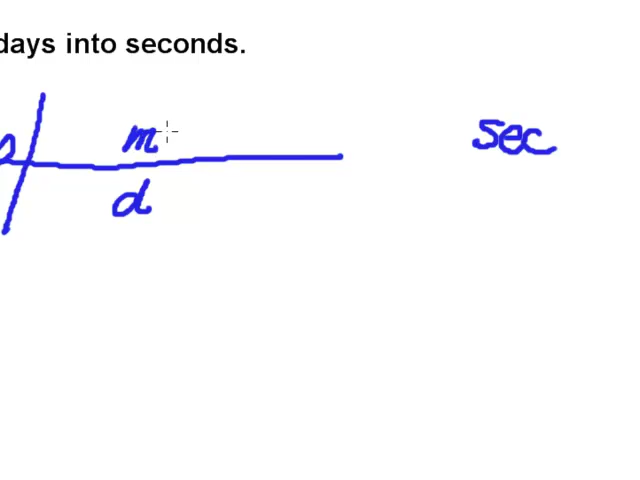 days into seconds.
m sec
d